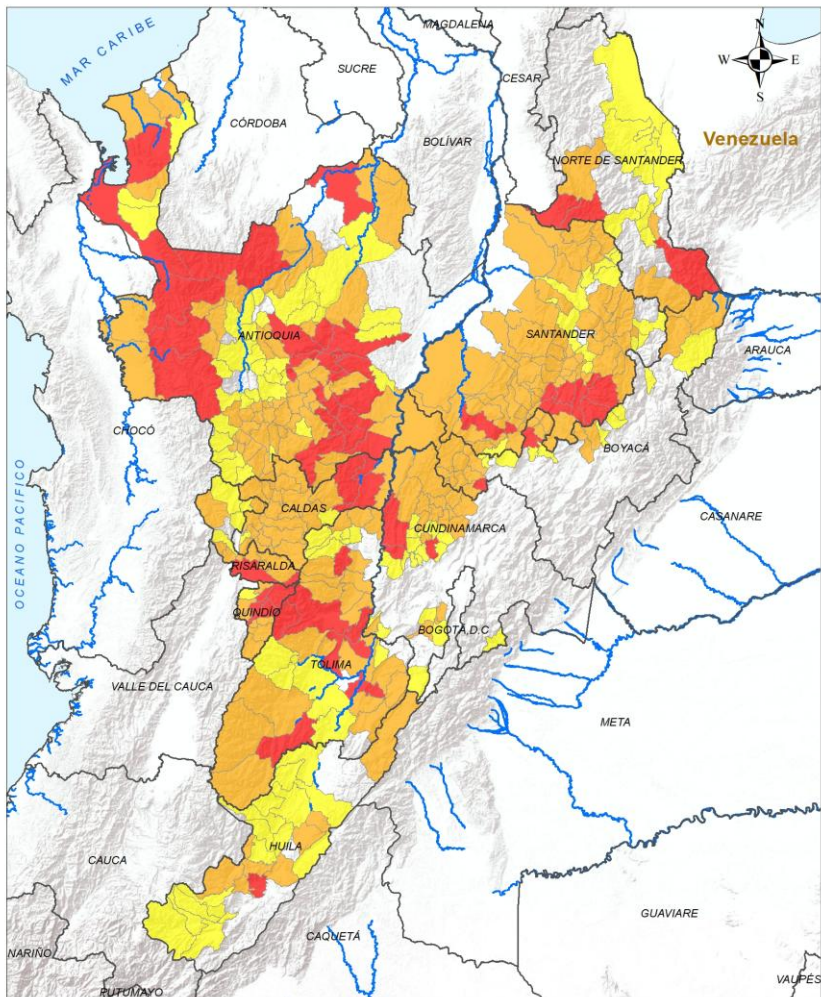 MAGDALENA
N
W
E
S
MAR CARIBE
SUCRE
CESAR
CÓRDOBA
BOLÍVAR
Venezuela
NORTE DE SANTANDER
ANTIOQUIA
SANTANDER
ARAUCA
CHOCÓ
BOYACÁ
OCEANO PACIFICO
CALDAS
CUNDINAMARCA
CASANARE
RISARALDA
QUINDÍO
BOGOTÁ,D.C
TOLIMA
VALLE DEL CAUCA
META
HUILA
CAUCA
GUAVIARE
CAQUETÁ
NARIÑO
PUTUMAYO
VAUPÉS